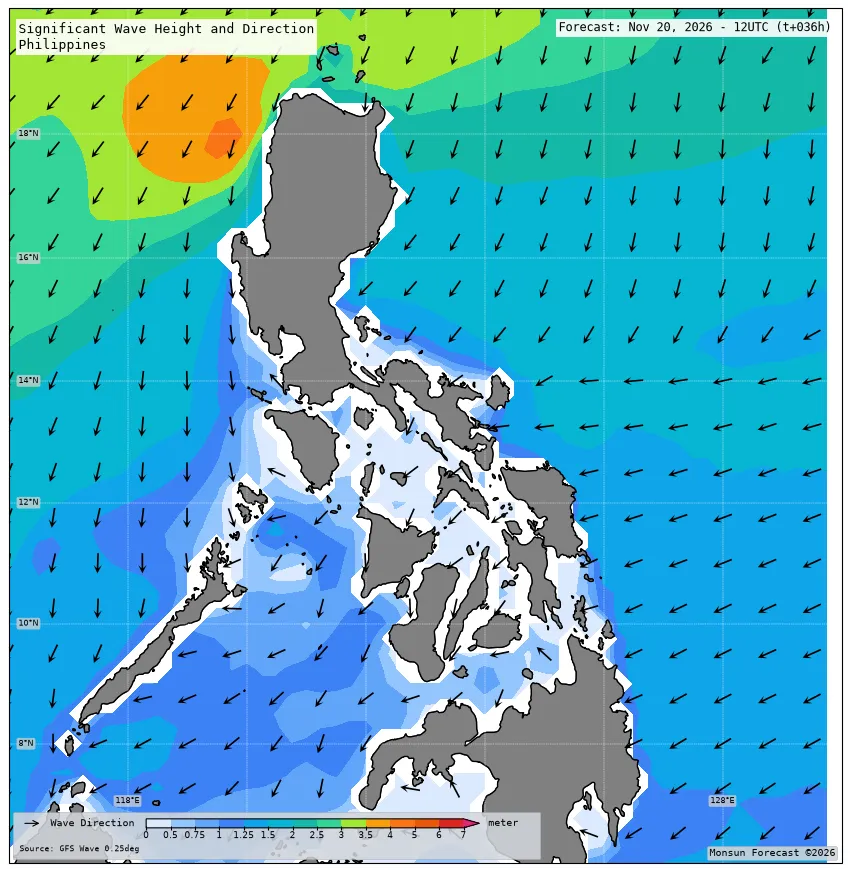 Significant Wave Height and Direction
Philippines
Forecast: Nov 20, 2026 - 12UTC (t+036h)
18°N
16°N
14°N
12°N
10°N
8°N
118°E
128°E
Wave Direction
0 0.5 0.75 1 1.25 1.5 2 2.5 3 3.5 4 5 6 7
meter
Source: GFS Wave 0.25deg
Monsun Forecast ©2026